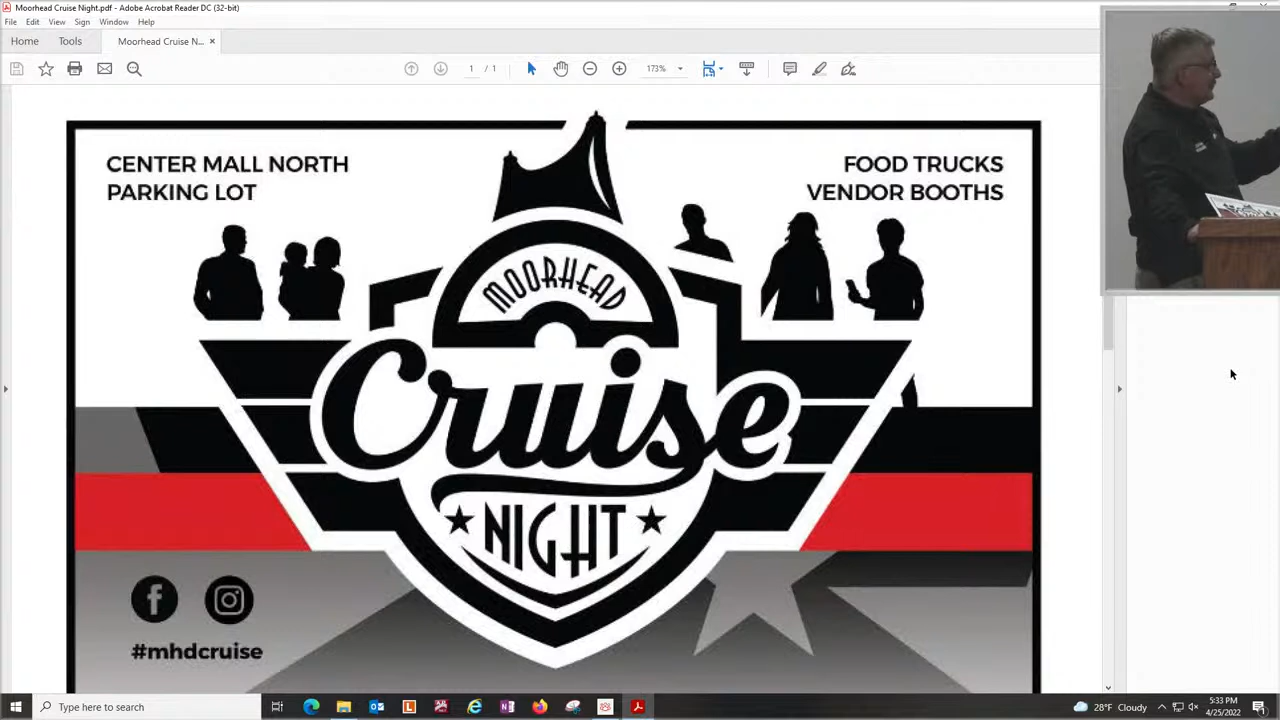 Moorhead Cruise Night.pdf - Adobe Acrobat Reader DC (32-bit)
File Edit View Sign Window Help
Home Tools Moorhead Cruise N... ×
1 / 1 173%
CENTER MALL NORTH
PARKING LOT
FOOD TRUCKS
VENDOR BOOTHS
MOORHEAD
Cruise
NIGHT
#mhdcruise
Type here to search
28°F Cloudy
5:33 PM
4/25/2022